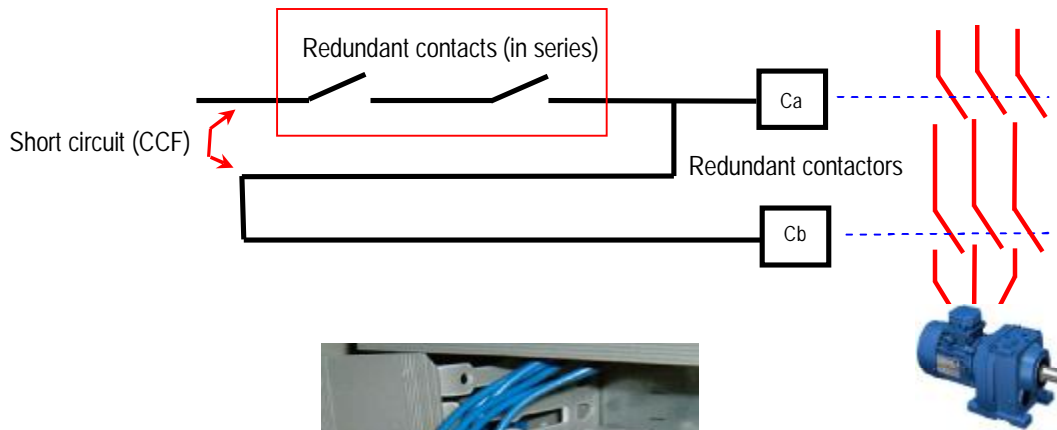 Redundant contacts (in series)
Ca
Short circuit (CCF)
Redundant contactors
Cb